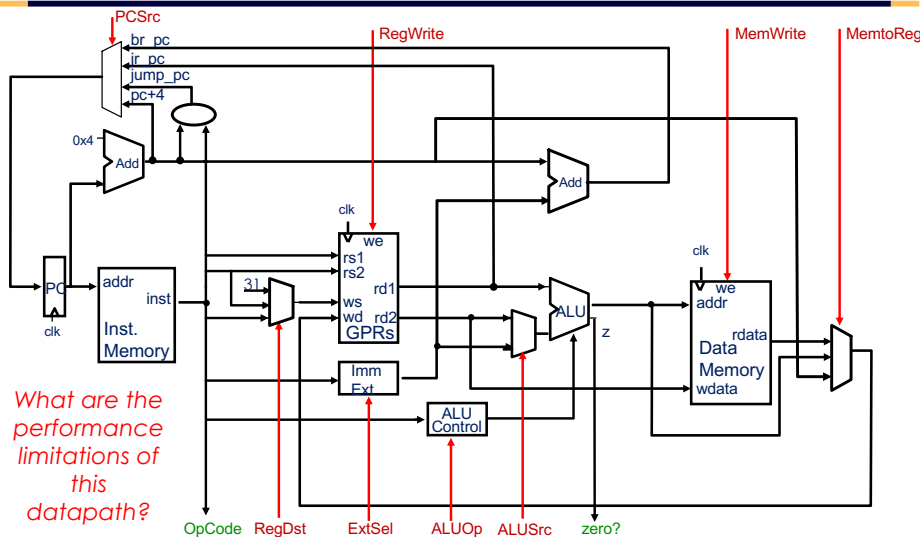 PCSrc
RegWrite
MemWrite
MemtoReg
br_pc
jr_pc
jump_pc
pc+4
0x4
Add
Add
clk
we
rs1
rs2
rd1
31
ws
wd
rd2
GPRs
PC
clk
addr
inst
Inst.
Memory
ALU
z
clk
we
addr
rdata
Data
Memory
wdata
Imm
Ext
ALU
Control
What are the
performance
limitations of
this
datapath?
OpCode
RegDst
ExtSel
ALUOp
ALUSrc
zero?